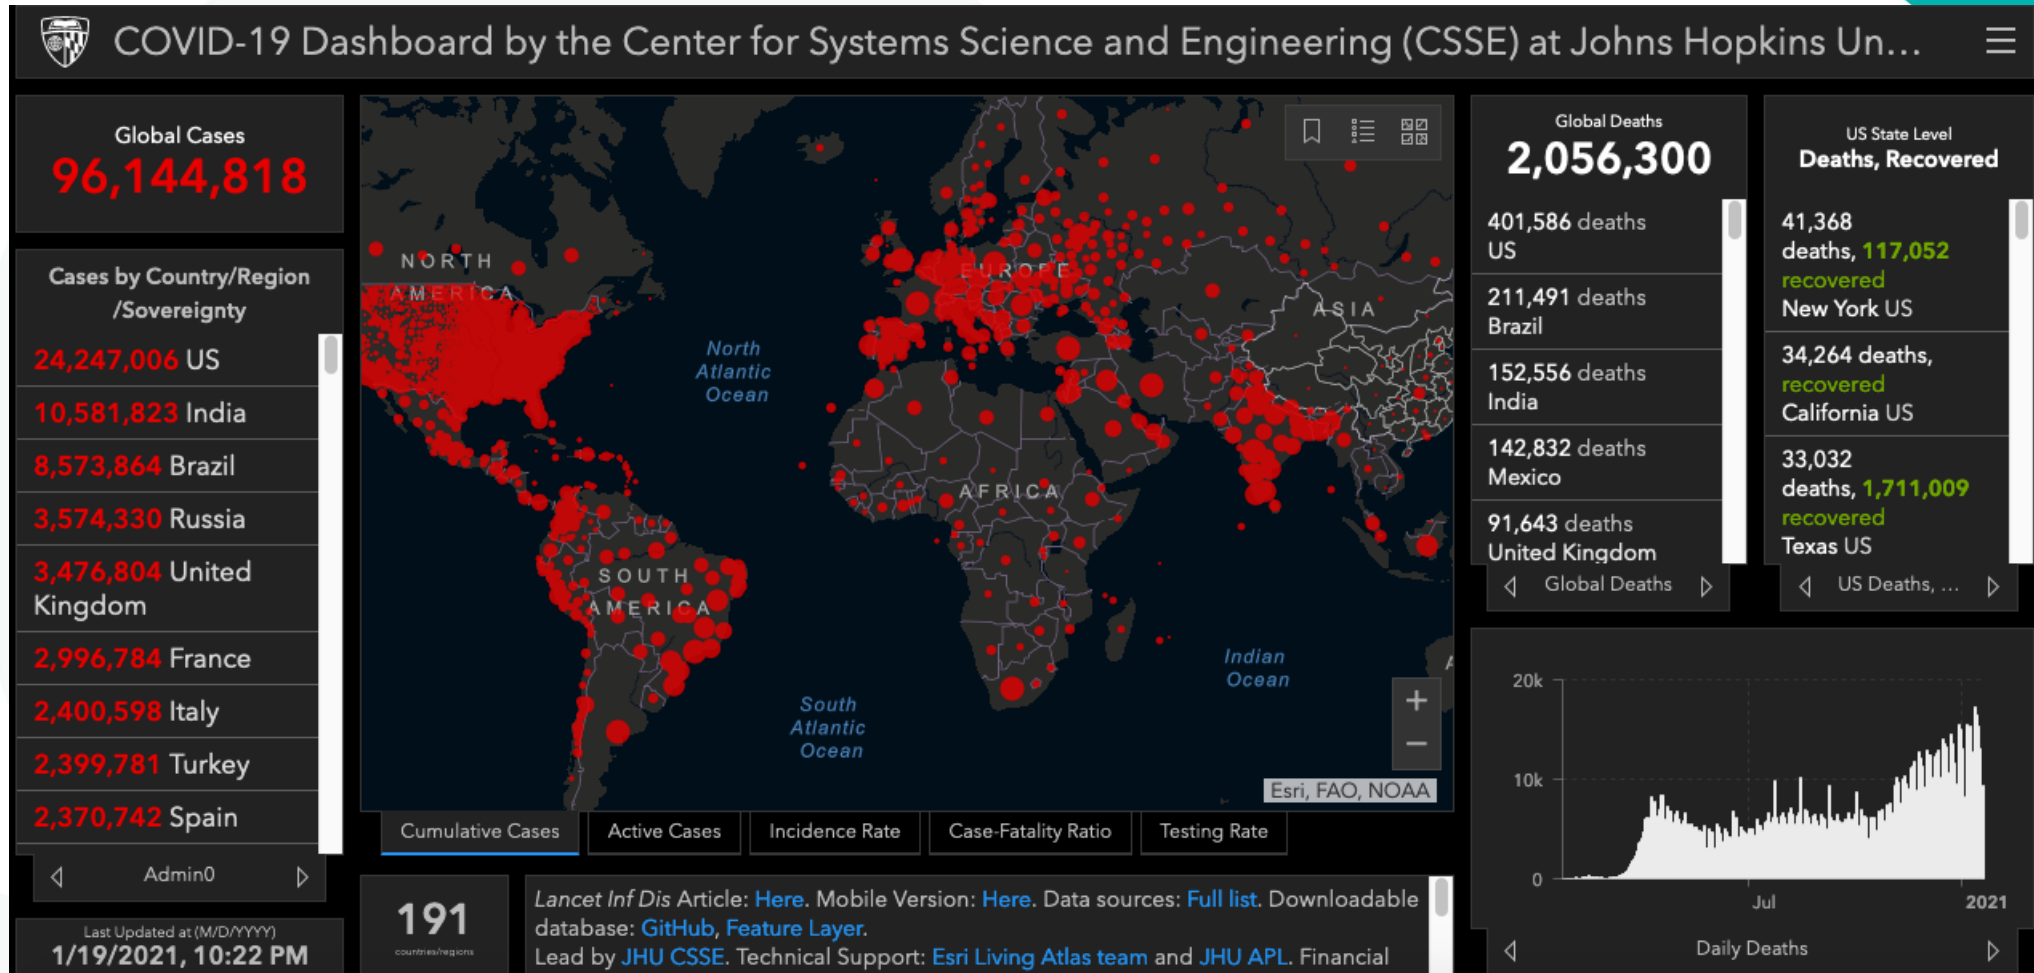 COVID-19 Dashboard by the Center for Systems Science and Engineering (CSSE) at Johns Hopkins Un...
Global Cases
96,144,818
Cases by Country/Region
/Sovereignty
24,247,006 US
10,581,823 India
8,573,864 Brazil
3,574,330 Russia
3,476,804 United
Kingdom
2,996,784 France
2,400,598 Italy
2,399,781 Turkey
2,370,742 Spain
Admin0
Last Updated at (M/D/YYYY)
1/19/2021, 10:22 PM
NORTH
AMERICA
EUROPE
ASIA
North
Atlantic
Ocean
AFRICA
SOUTH
AMERICA
Indian
Ocean
South
Atlantic
Ocean
A
+
−
Esri, FAO, NOAA
Cumulative Cases
Active Cases
Incidence Rate
Case-Fatality Ratio
Testing Rate
191
countries/regions
Lancet Inf Dis Article: Here. Mobile Version: Here. Data sources: Full list. Downloadable
database: GitHub, Feature Layer.
Lead by JHU CSSE. Technical Support: Esri Living Atlas team and JHU APL. Financial
Global Deaths
2,056,300
401,586 deaths
US
211,491 deaths
Brazil
152,556 deaths
India
142,832 deaths
Mexico
91,643 deaths
United Kingdom
Global Deaths
US State Level
Deaths, Recovered
41,368
deaths, 117,052
recovered
New York US
34,264 deaths,
recovered
California US
33,032
deaths, 1,711,009
recovered
Texas US
US Deaths, ...
20k
10k
0
Jul
2021
Daily Deaths